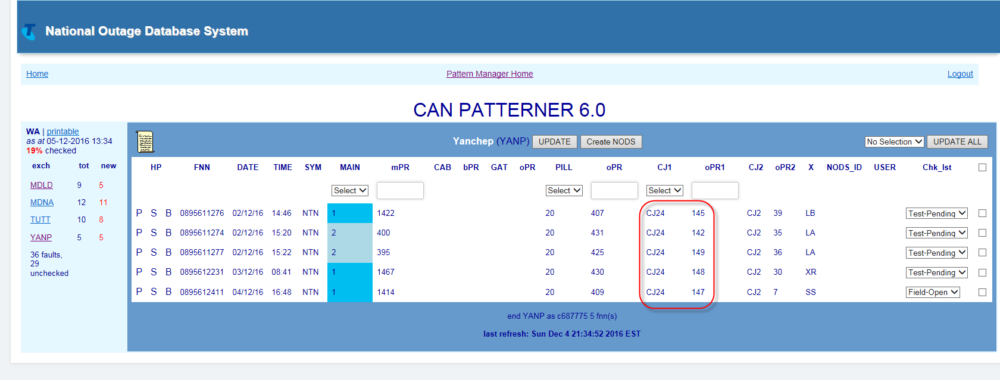 National Outage Database System
Home Pattern Manager Home Logout
CAN PATTERNER 6.0
WA | printable
as at 05-12-2016 13:34
19% checked
exch tot new
MDLD 9 5
MDNA 12 11
TUTT 10 8
YANP 5 5
36 faults,
29
unchecked
Yanchep (YANP) UPDATE Create NODS No Selection UPDATE ALL
HP FNN DATE TIME SYM MAIN mPR CAB bPR GAT oPR PILL oPR CJ1 oPR1 CJ2 oPR2 X NODS_ID USER Chk_lst
Select Select Select
P S B 0895611276 02/12/16 14:46 NTN 1 1422 20 407 CJ24 145 CJ2 39 LB Test-Pending
P S B 0895611274 02/12/16 15:20 NTN 2 400 20 431 CJ24 142 CJ2 35 LA Test-Pending
P S B 0895611277 02/12/16 15:22 NTN 2 395 20 425 CJ24 149 CJ2 36 LA Test-Pending
P S B 0895612231 03/12/16 08:41 NTN 1 1467 20 430 CJ24 148 CJ2 30 XR Test-Pending
P S B 0895612411 04/12/16 16:48 NTN 1 1414 20 409 CJ24 147 CJ2 7 SS Field-Open
end YANP as c687775 5 fnn(s)
last refresh: Sun Dec 4 21:34:52 2016 EST